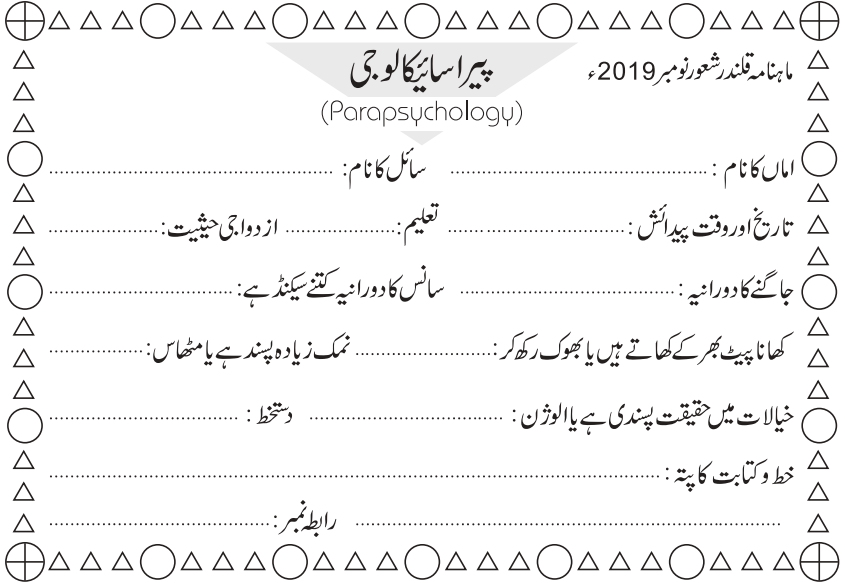 ماہنامہ قلندر شعور نومبر 2019ء
پیراسائیکالوجی
(Parapsychology)
اماں کا نام : ........................ سائل کا نام: ........................
تاریخ اور وقت پیدائش : ........................ تعلیم: ........................ ازدواجی حیثیت: ........................
جاگنے کا دورانیہ : ........................ سانس کا دورانیہ کتنے سیکنڈ ہے: ........................
کھانا پیٹ بھر کے کھاتے ہیں یا بھوک رکھ کر : ........................ نمک زیادہ پسند ہے یا مٹھاس: ........................
خیالات میں حقیقت پسندی ہے یا الوژن : ........................ دستخط : ........................
خط و کتابت کا پتہ : ........................
........................ رابطہ نمبر: ........................